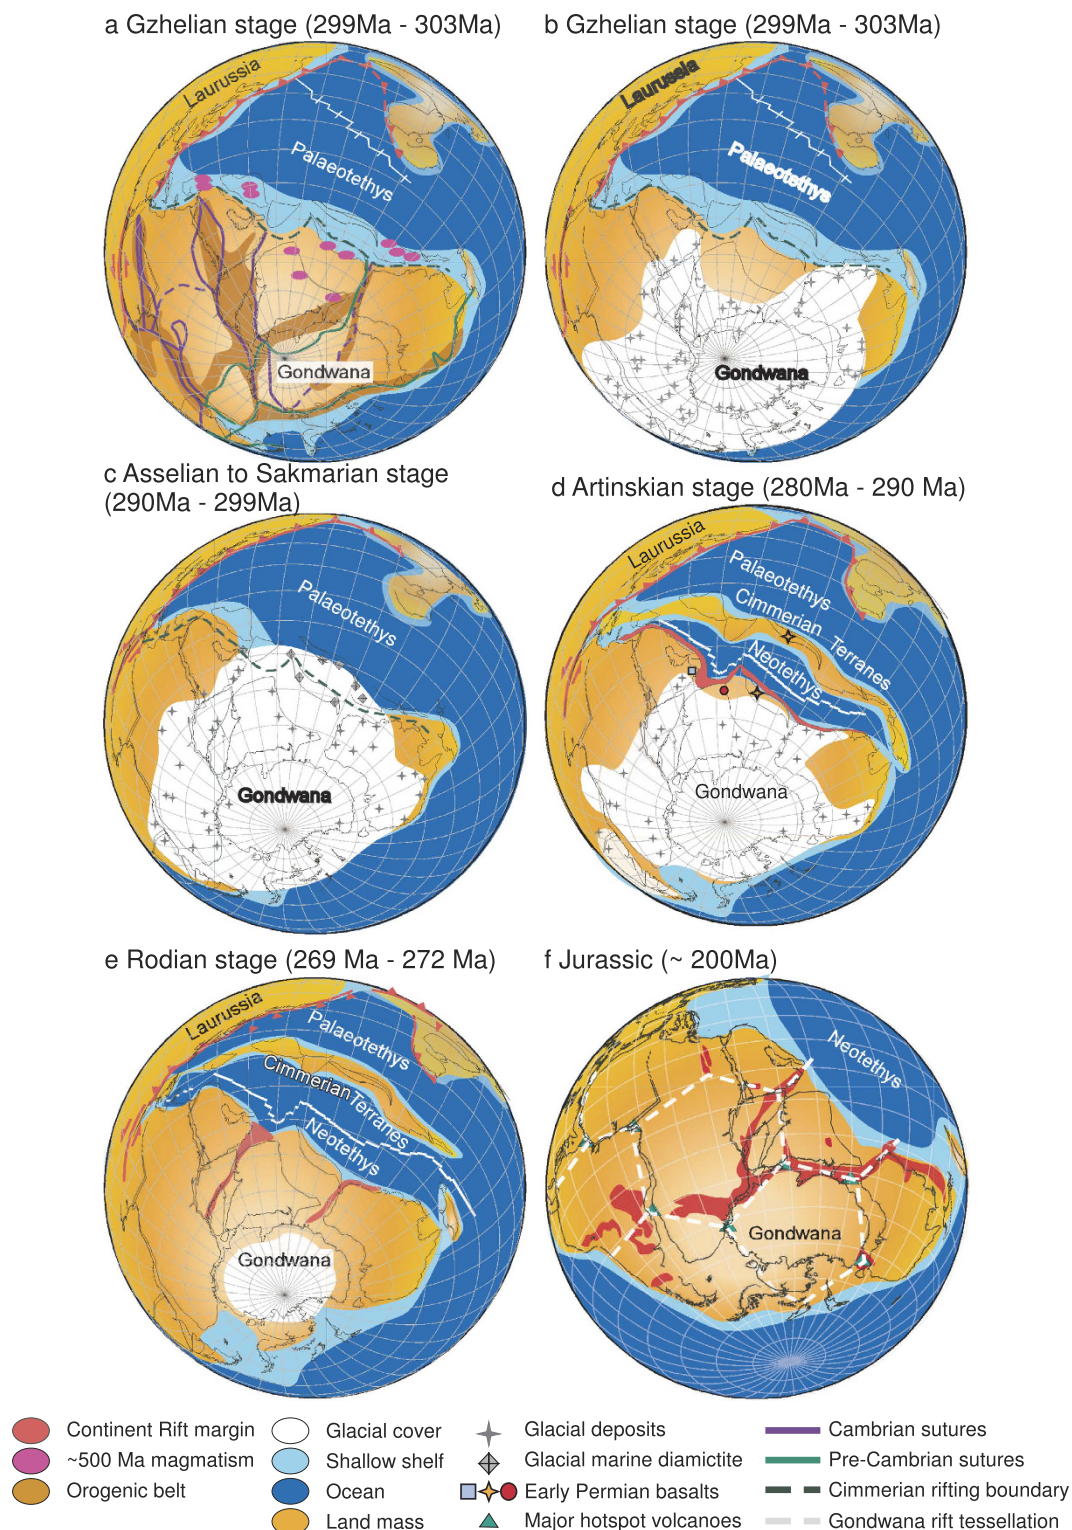 a Gzhelian stage (299Ma - 303Ma)
b Gzhelian stage (299Ma - 303Ma)
Laurussia
Palaeotethys
Gondwana
Laurussia
Palaeotethys
Gondwana
c Asselian to Sakmarian stage
(290Ma - 299Ma)
d Artinskian stage (280Ma - 290 Ma)
Palaeotethys
Gondwana
Laurussia
Palaeotethys
Cimmerian Terranes
Neotethys
Gondwana
e Rodian stage (269 Ma - 272 Ma)
f Jurassic (~ 200Ma)
Laurussia
Palaeotethys
Cimmerian Terranes
Neotethys
Gondwana
Neotethys
Gondwana
Continent Rift margin
~500 Ma magmatism
Orogenic belt
Glacial cover
Shallow shelf
Ocean
Land mass
Glacial deposits
Glacial marine diamictite
Early Permian basalts
Major hotspot volcanoes
Cambrian sutures
Pre-Cambrian sutures
Cimmerian rifting boundary
Gondwana rift tessellation